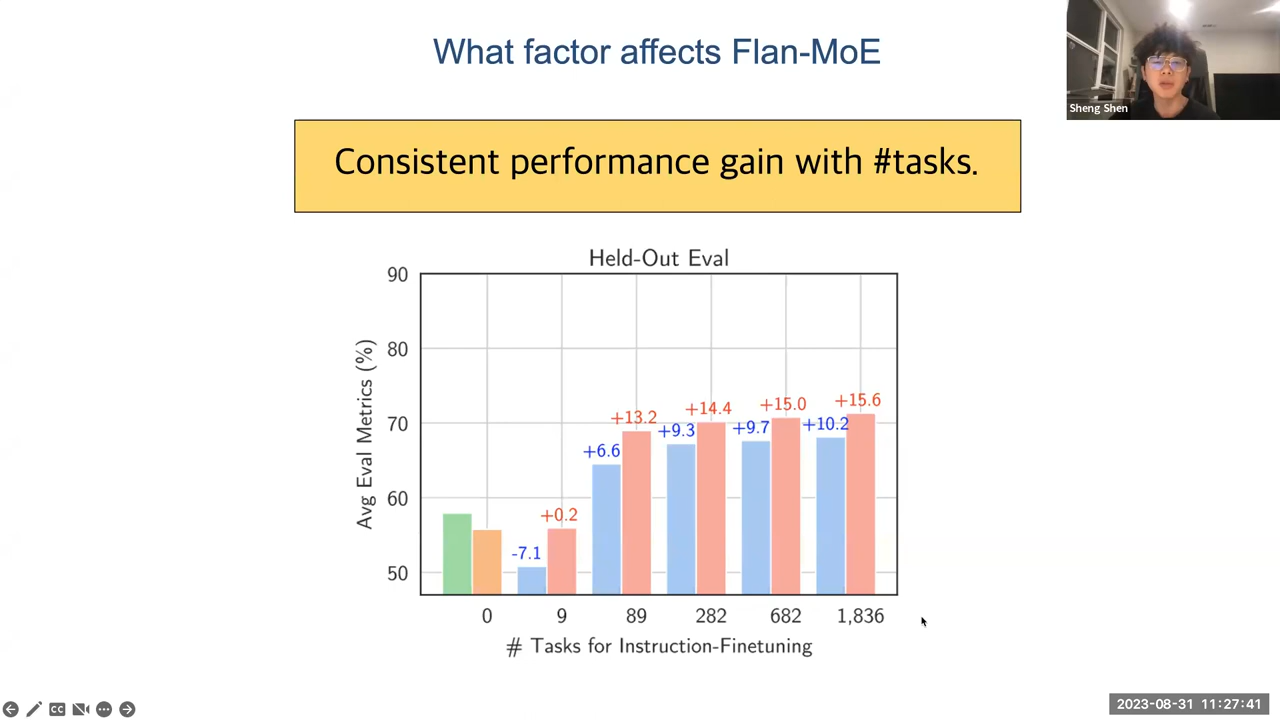 What factor affects Flan-MoE
Sheng Shen
Consistent performance gain with #tasks.
Held-Out Eval
Avg Eval Metrics (%)
90
80
70
60
50
-7.1
+0.2
+6.6
+13.2
+9.3
+14.4
+9.7
+15.0
+10.2
+15.6
0 9 89 282 682 1,836
# Tasks for Instruction-Finetuning
CC
2023-08-31 11:27:41